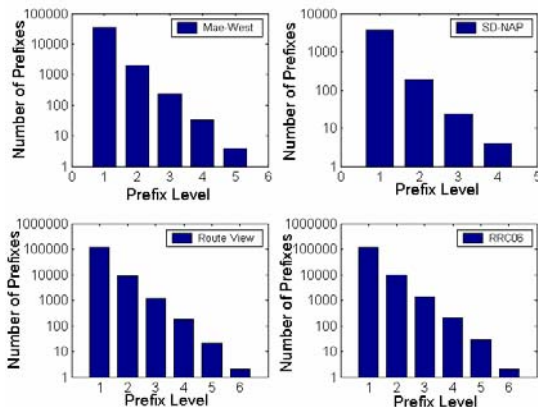 Mae-West
Number of Prefixes
100000
10000
1000
100
10
1
0 1 2 3 4 5 6
Prefix Level
SD-NAP
Number of Prefixes
10000
1000
100
10
1
0 1 2 3 4 5
Prefix Level
Route View
Number of Prefixes
1000000
100000
10000
1000
100
10
1
1 2 3 4 5 6
Prefix Level
RRC06
Number of Prefixes
1000000
100000
10000
1000
100
10
1
1 2 3 4 5 6
Prefix Level